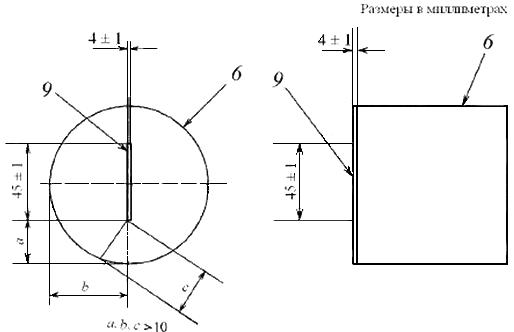 Размеры в миллиметрах
4 ± 1
4 ± 1
6
6
9
9
45 ± 1
45 ± 1
a
b
c
a, b, c > 10